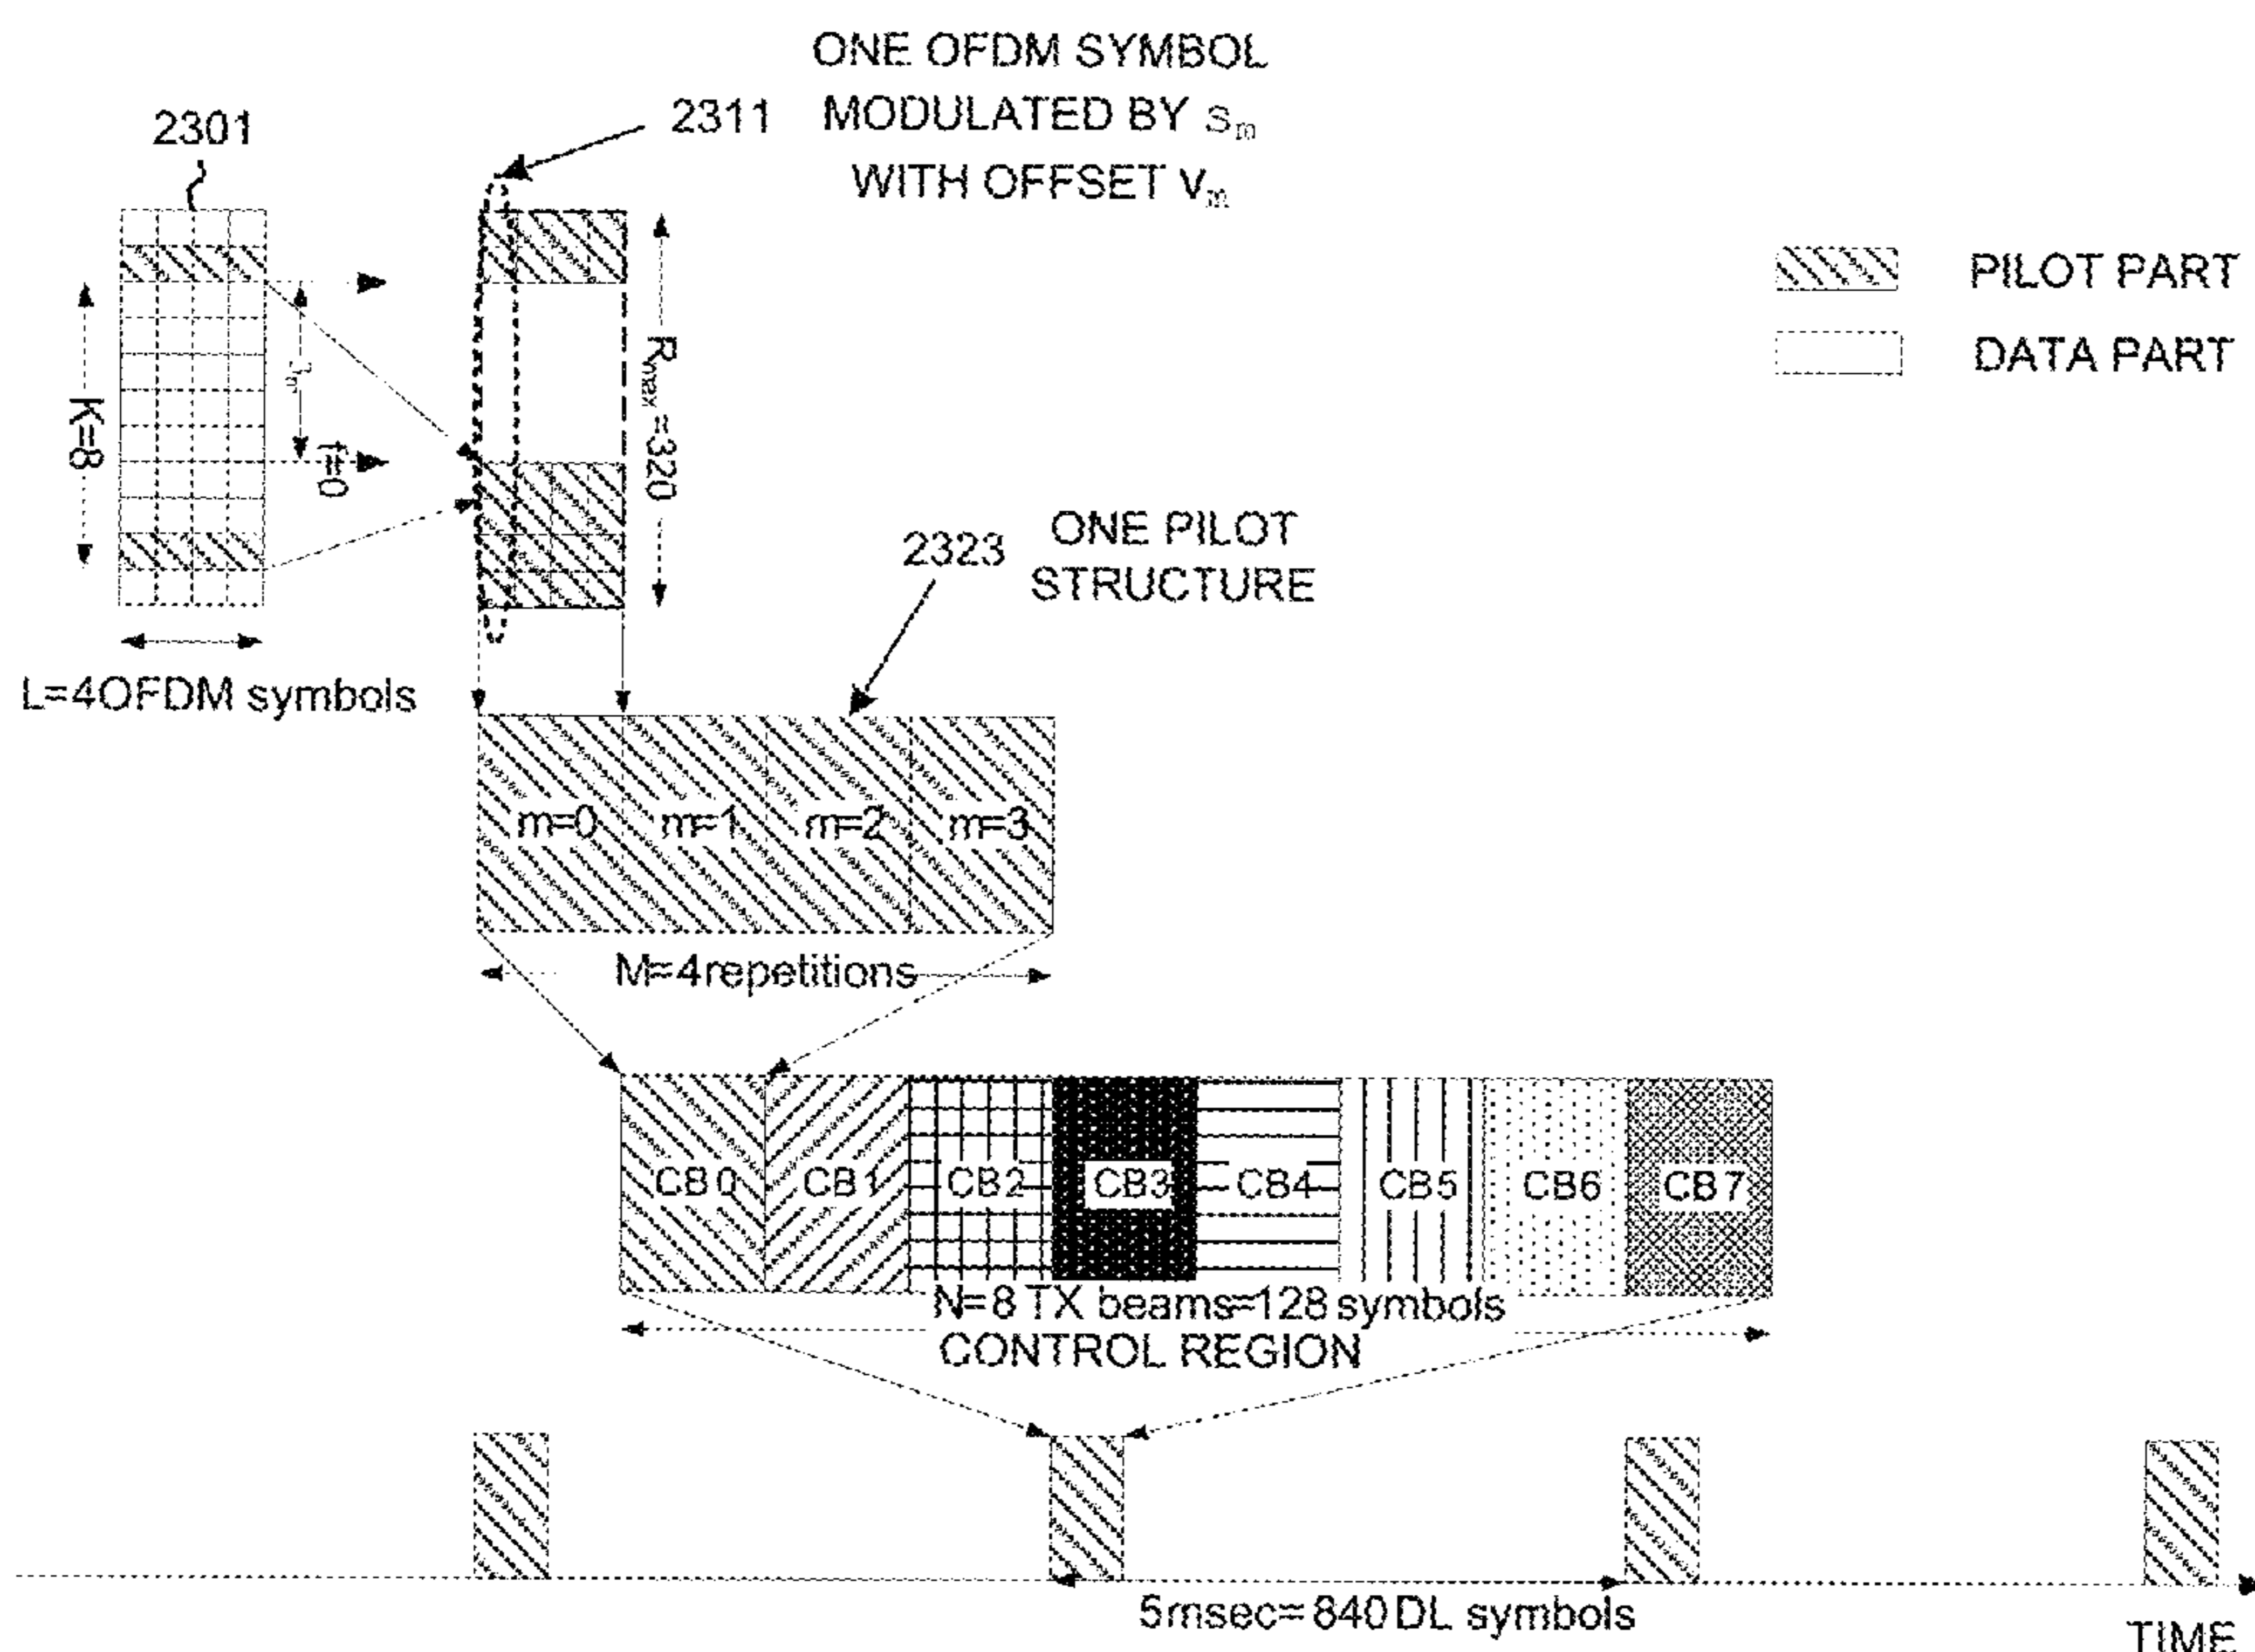 ONE OFDM SYMBOL
2311 MODULATED BY sm
WITH OFFSET vm
2301
PILOT PART
DATA PART
K=8
f=0
Rmax=320
L=4OFDM symbols
2323 ONE PILOT
STRUCTURE
m=0 m=1 m=2 m=3
M=4repetitions
CB0 CB1 CB2 CB3 CB4 CB5 CB6 CB7
N=8 TX beams=128 symbols
CONTROL REGION
5msec=840 DL symbols
TIME